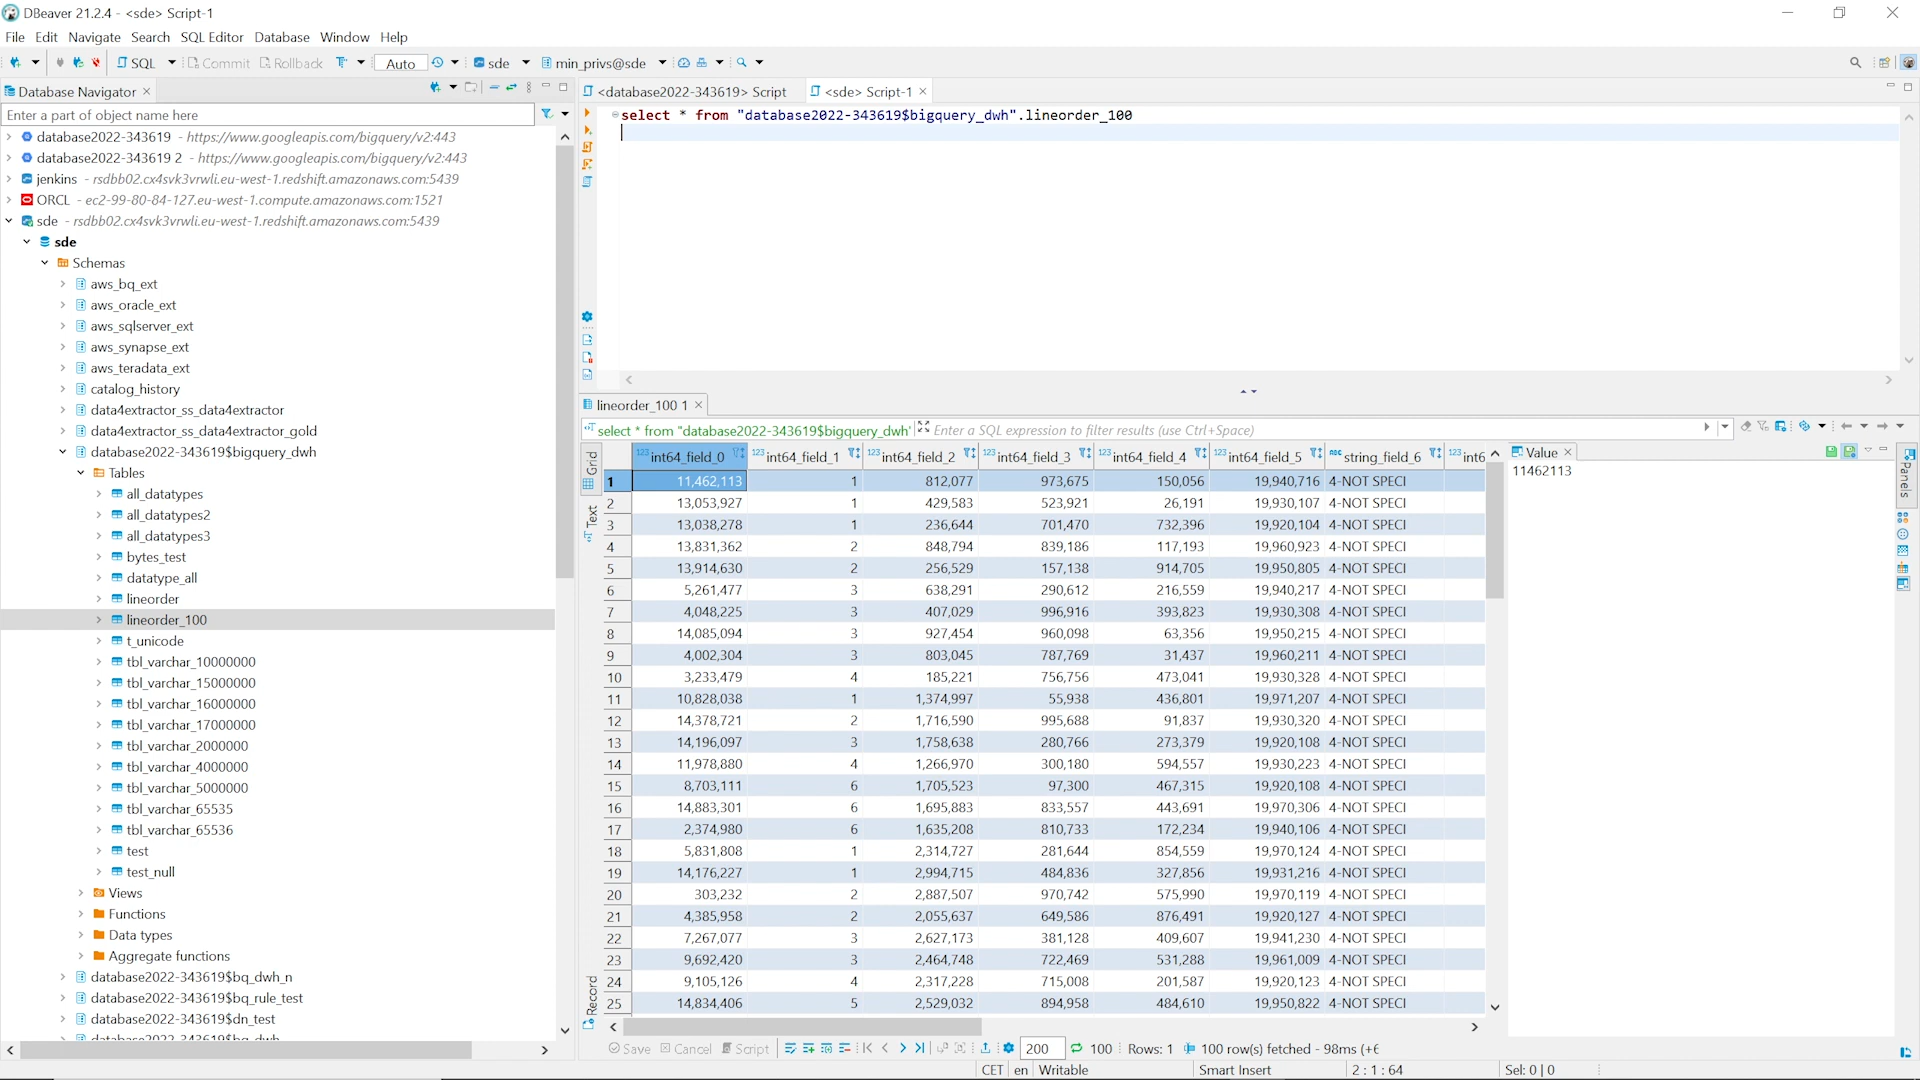 DBeaver 21.2.4 - <sde> Script-1
File Edit Navigate Search SQL Editor Database Window Help
SQL Commit Rollback Auto sde min_privs@sde
Database Navigator
<database2022-343619> Script
<sde> Script-1
Enter a part of object name here
database2022-343619 - https://www.googleapis.com/bigquery/v2:443
database2022-343619 2 - https://www.googleapis.com/bigquery/v2:443
jenkins - rsdbb02.cx4svk3vrwli.eu-west-1.redshift.amazonaws.com:5439
ORCL - ec2-99-80-84-127.eu-west-1.compute.amazonaws.com:1521
sde - rsdbb02.cx4svk3vrwli.eu-west-1.redshift.amazonaws.com:5439
sde
Schemas
aws_bq_ext
aws_oracle_ext
aws_sqlserver_ext
aws_synapse_ext
aws_teradata_ext
catalog_history
data4extractor_ss_data4extractor
data4extractor_ss_data4extractor_gold
database2022-343619$bigquery_dwh
Tables
all_datatypes
all_datatypes2
all_datatypes3
bytes_test
datatype_all
lineorder
lineorder_100
t_unicode
tbl_varchar_10000000
tbl_varchar_15000000
tbl_varchar_16000000
tbl_varchar_17000000
tbl_varchar_2000000
tbl_varchar_4000000
tbl_varchar_5000000
tbl_varchar_65535
tbl_varchar_65536
test
test_null
Views
Functions
Data types
Aggregate functions
database2022-343619$bq_dwh_n
database2022-343619$bq_rule_test
database2022-343619$dn_test
database2022-343619$bq_dwh
select * from "database2022-343619$bigquery_dwh".lineorder_100
lineorder_100 1
select * from "database2022-343619$bigquery_dwh' Enter a SQL expression to filter results (use Ctrl+Space)
Grid
Text
Record
123 int64_field_0 123 int64_field_1 123 int64_field_2 123 int64_field_3 123 int64_field_4 123 int64_field_5 ABC string_field_6 123 int6
1 11,462,113 1 812,077 973,675 150,056 19,940,716 4-NOT SPECI
2 13,053,927 1 429,583 523,921 26,191 19,930,107 4-NOT SPECI
3 13,038,278 1 236,644 701,470 732,396 19,920,104 4-NOT SPECI
4 13,831,362 2 848,794 839,186 117,193 19,960,923 4-NOT SPECI
5 13,914,630 2 256,529 157,138 914,705 19,950,805 4-NOT SPECI
6 5,261,477 3 638,291 290,612 216,559 19,940,217 4-NOT SPECI
7 4,048,225 3 407,029 996,916 393,823 19,930,308 4-NOT SPECI
8 14,085,094 3 927,454 960,098 63,356 19,950,215 4-NOT SPECI
9 4,002,304 3 803,045 787,769 31,437 19,960,211 4-NOT SPECI
10 3,233,479 4 185,221 756,756 473,041 19,930,328 4-NOT SPECI
11 10,828,038 1 1,374,997 55,938 436,801 19,971,207 4-NOT SPECI
12 14,378,721 2 1,716,590 995,688 91,837 19,930,320 4-NOT SPECI
13 14,196,097 3 1,758,638 280,766 273,379 19,920,108 4-NOT SPECI
14 11,978,880 4 1,266,970 300,180 594,557 19,930,223 4-NOT SPECI
15 8,703,111 6 1,705,523 97,300 467,315 19,920,108 4-NOT SPECI
16 14,883,301 6 1,695,883 833,557 443,691 19,970,306 4-NOT SPECI
17 2,374,980 6 1,635,208 810,733 172,234 19,940,106 4-NOT SPECI
18 5,831,808 1 2,314,727 281,644 854,559 19,970,124 4-NOT SPECI
19 14,176,227 1 2,994,715 484,836 327,856 19,931,216 4-NOT SPECI
20 303,232 2 2,887,507 970,742 575,990 19,970,119 4-NOT SPECI
21 4,385,958 2 2,055,637 649,586 876,491 19,920,127 4-NOT SPECI
22 7,267,077 3 2,627,173 381,128 409,607 19,941,230 4-NOT SPECI
23 9,692,420 3 2,464,748 722,469 531,288 19,961,009 4-NOT SPECI
24 9,105,126 4 2,317,228 715,008 201,587 19,920,123 4-NOT SPECI
25 14,834,406 5 2,529,032 894,958 484,610 19,950,822 4-NOT SPECI
Value
11462113
Panels
Save Cancel Script 200 100 Rows: 1 100 row(s) fetched - 98ms (+6
CET en Writable Smart Insert 2 : 1 : 64 Sel: 0 | 0